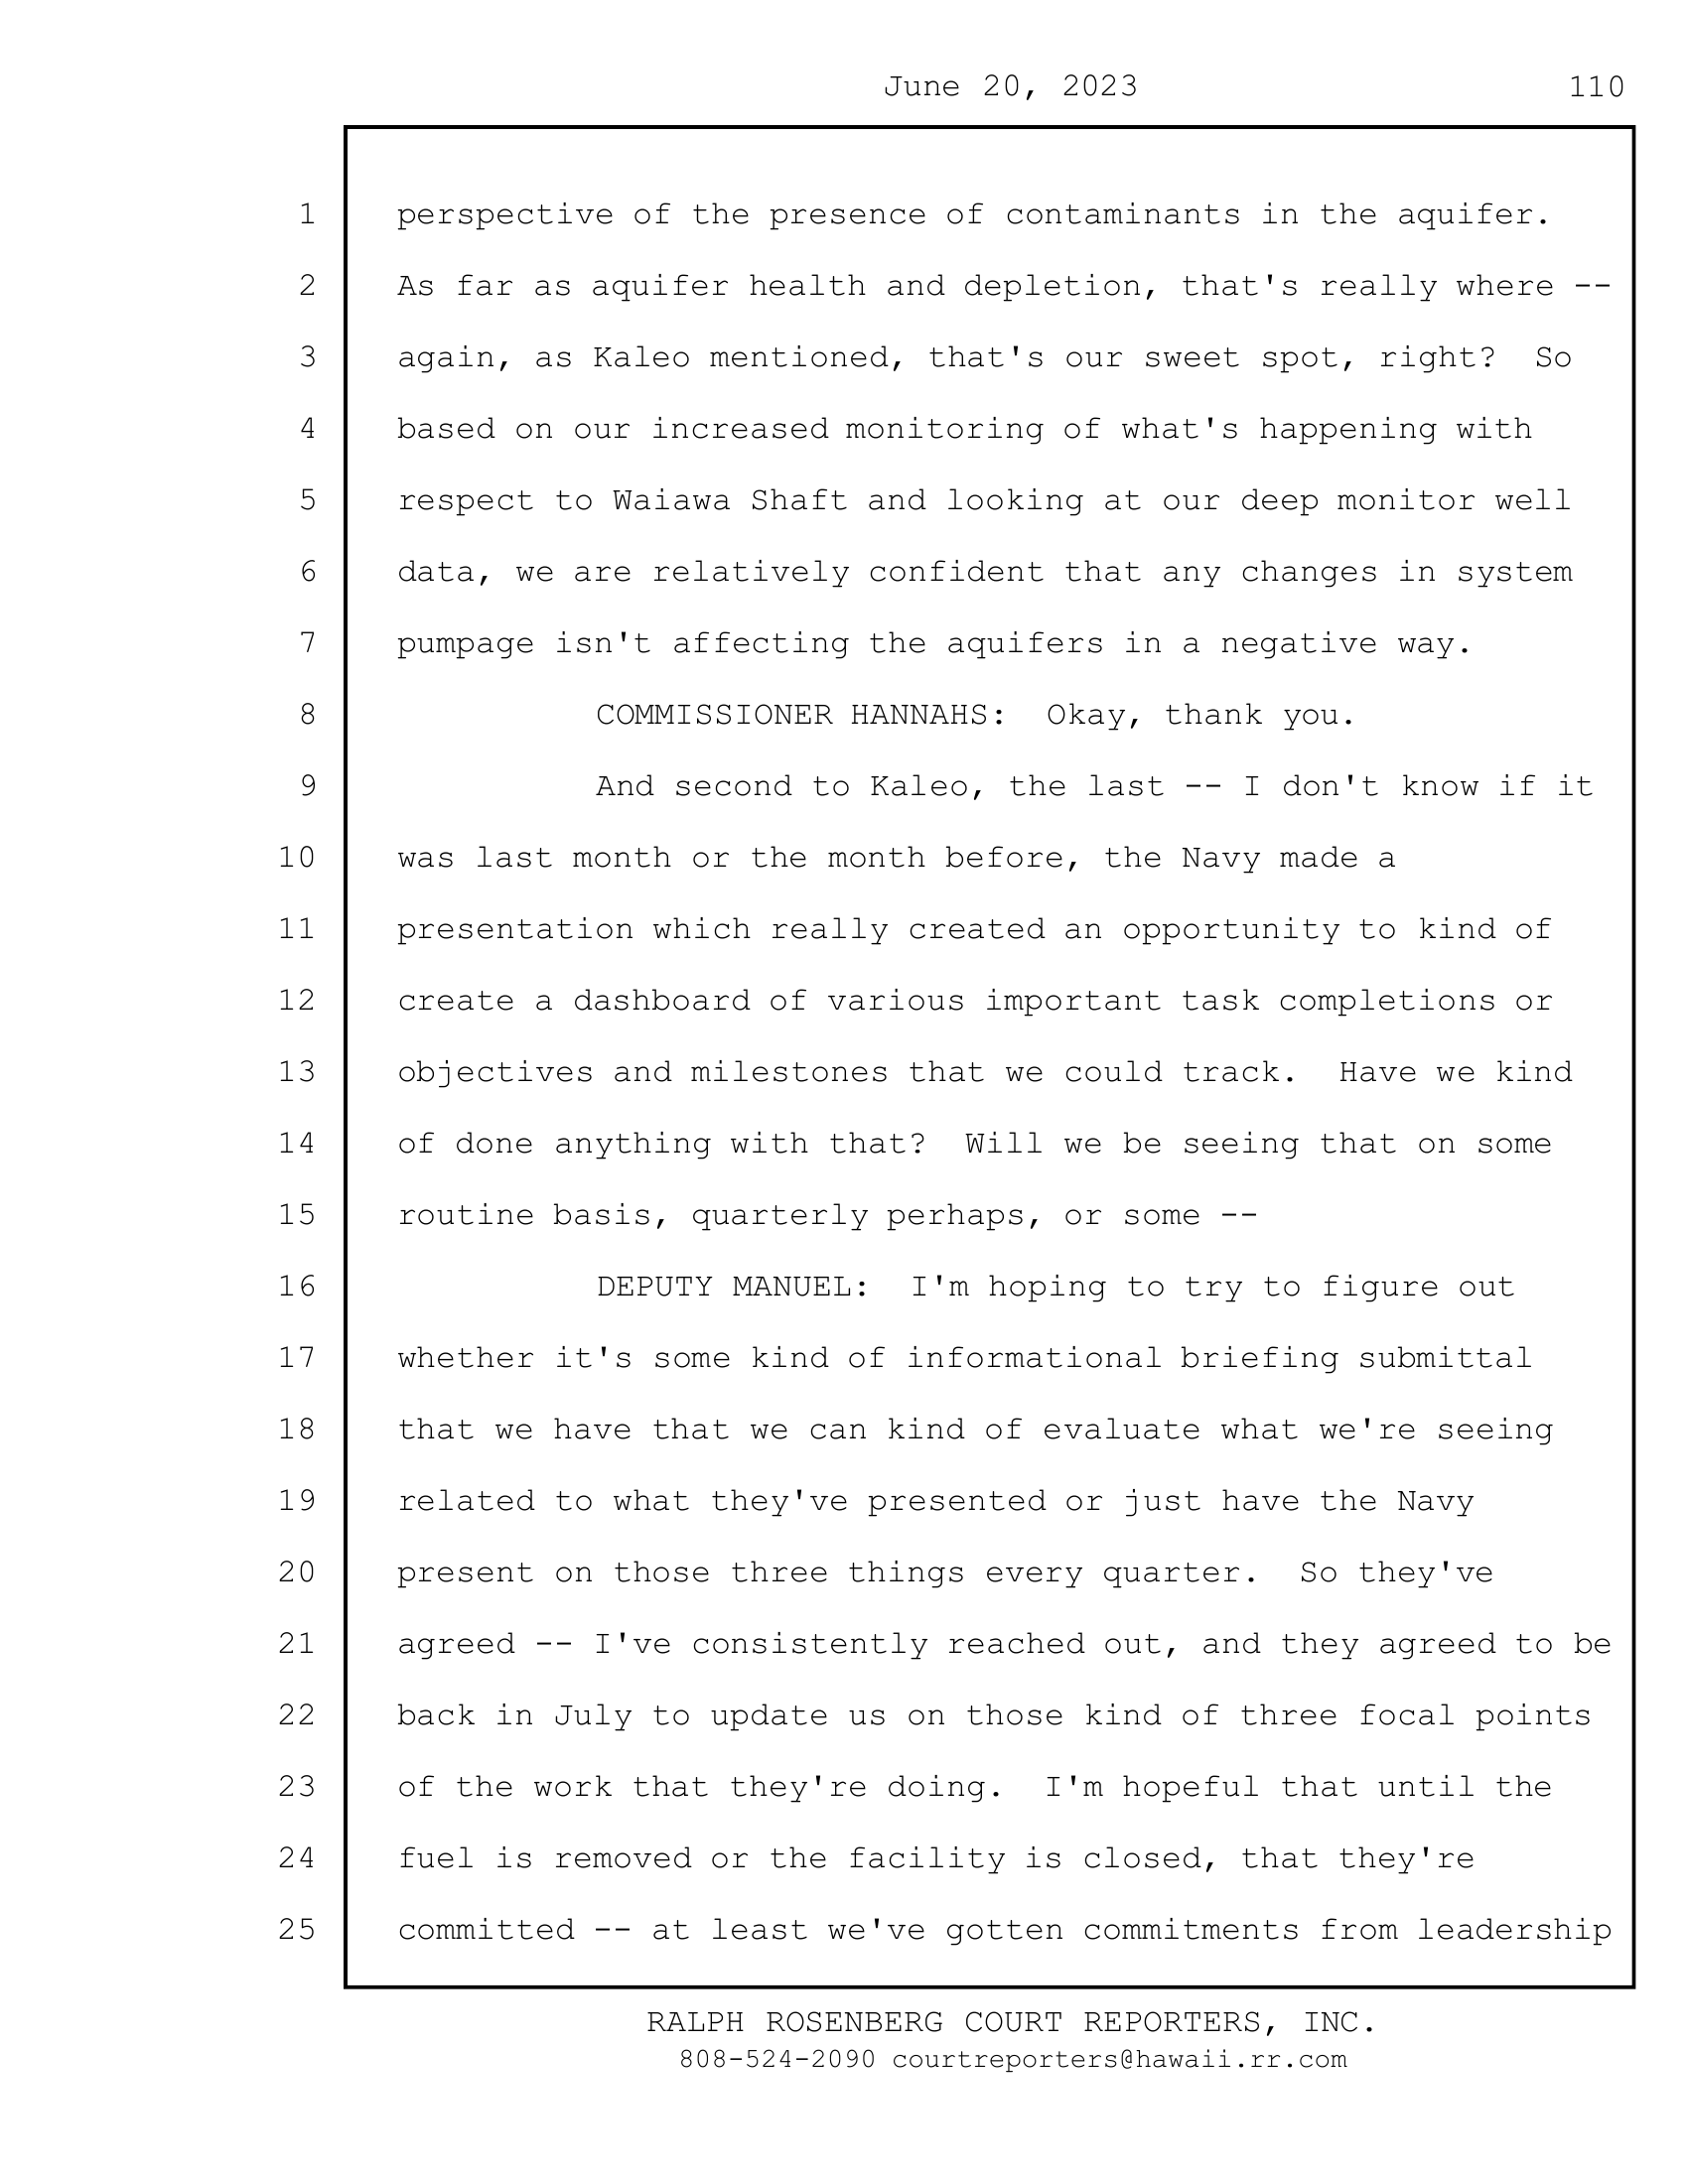 June 20, 2023 110
1 perspective of the presence of contaminants in the aquifer.
2 As far as aquifer health and depletion, that's really where --
3 again, as Kaleo mentioned, that's our sweet spot, right?  So
4 based on our increased monitoring of what's happening with
5 respect to Waiawa Shaft and looking at our deep monitor well
6 data, we are relatively confident that any changes in system
7 pumpage isn't affecting the aquifers in a negative way.
8 COMMISSIONER HANNAHS:  Okay, thank you.
9 And second to Kaleo, the last -- I don't know if it
10 was last month or the month before, the Navy made a
11 presentation which really created an opportunity to kind of
12 create a dashboard of various important task completions or
13 objectives and milestones that we could track.  Have we kind
14 of done anything with that?  Will we be seeing that on some
15 routine basis, quarterly perhaps, or some --
16 DEPUTY MANUEL:  I'm hoping to try to figure out
17 whether it's some kind of informational briefing submittal
18 that we have that we can kind of evaluate what we're seeing
19 related to what they've presented or just have the Navy
20 present on those three things every quarter.  So they've
21 agreed -- I've consistently reached out, and they agreed to be
22 back in July to update us on those kind of three focal points
23 of the work that they're doing.  I'm hopeful that until the
24 fuel is removed or the facility is closed, that they're
25 committed -- at least we've gotten commitments from leadership
RALPH ROSENBERG COURT REPORTERS, INC.
808-524-2090 courtreporters@hawaii.rr.com